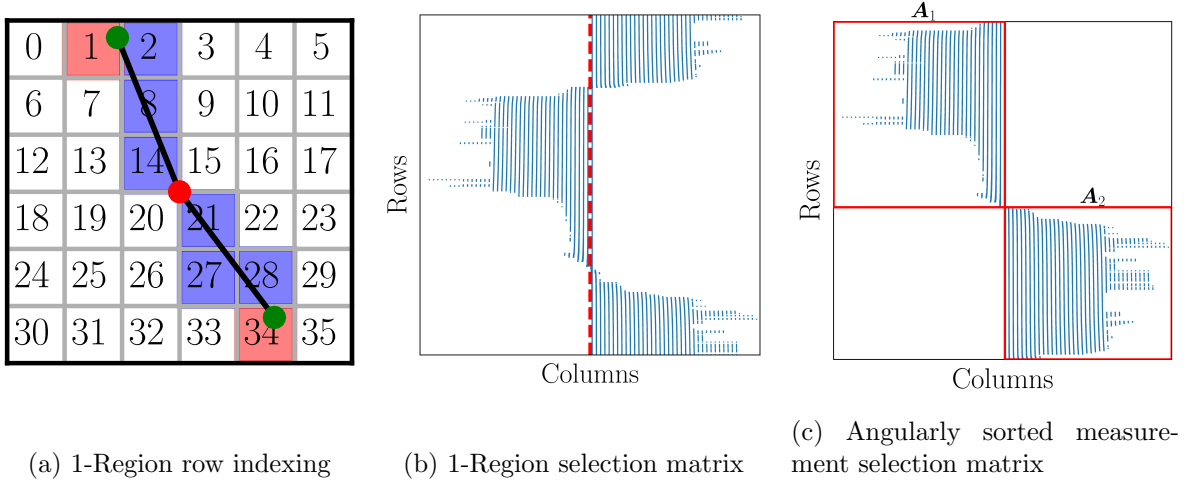 0 1 2 3 4 5
6 7 8 9 10 11
12 13 14 15 16 17
18 19 20 21 22 23
24 25 26 27 28 29
30 31 32 33 34 35
(a) 1-Region row indexing
Rows
Columns
(b) 1-Region selection matrix
A1
A2
Rows
Columns
(c) Angularly sorted measure-
ment selection matrix